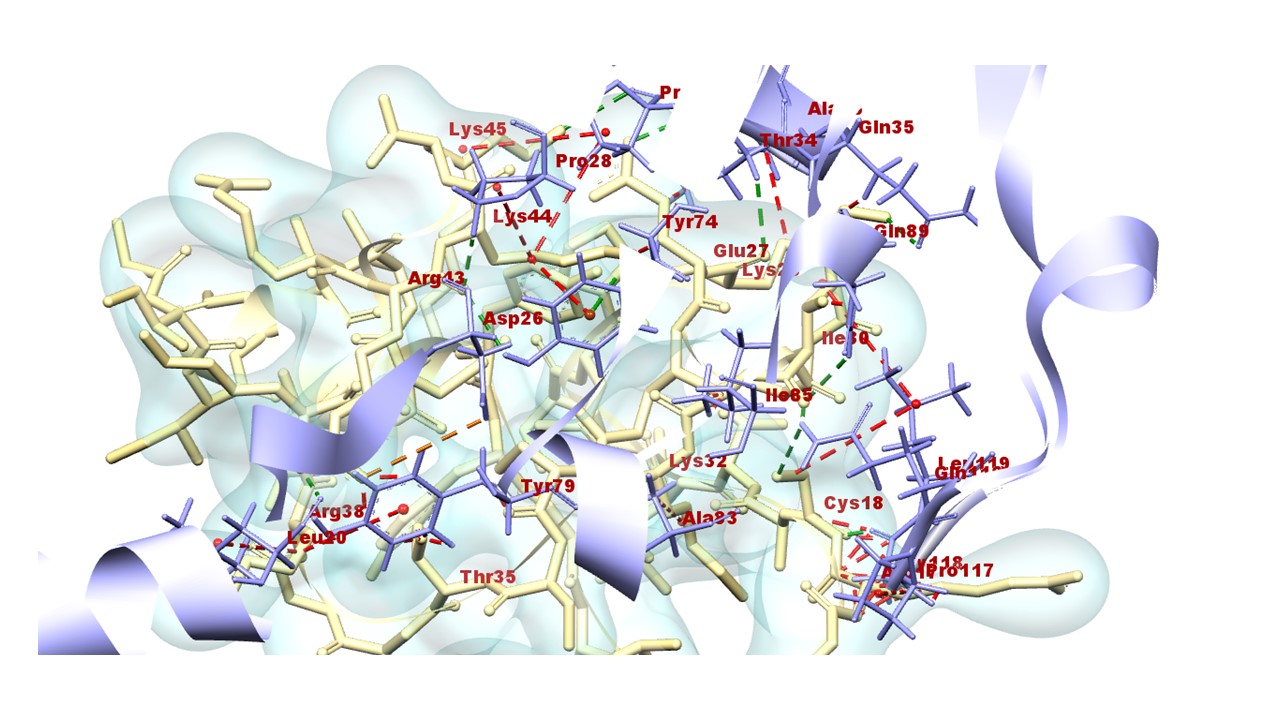 Pr
Lys45
Thr34
Gln35
Pro28
Lys44
Tyr74
Gln89
Glu27
Arg43
Asp26
Ile30
Ile85
Lys32
Tyr79
Cys18
Arg38
Ala83
Leu20
Thr35
Pro117